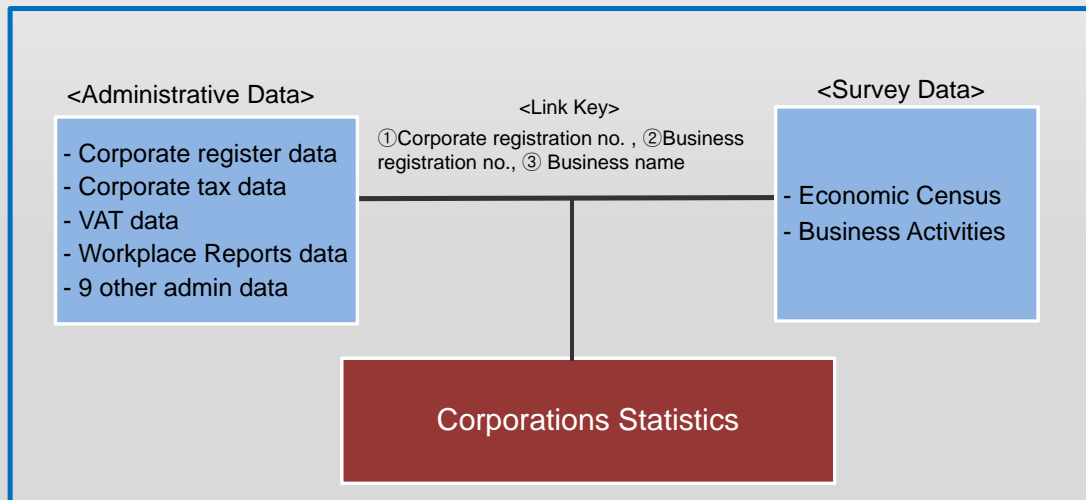 <Administrative Data>
- Corporate register data
- Corporate tax data
- VAT data
- Workplace Reports data
- 9 other admin data
<Link Key>
①Corporate registration no. , ②Business
registration no., ③ Business name
<Survey Data>
- Economic Census
- Business Activities
Corporations Statistics